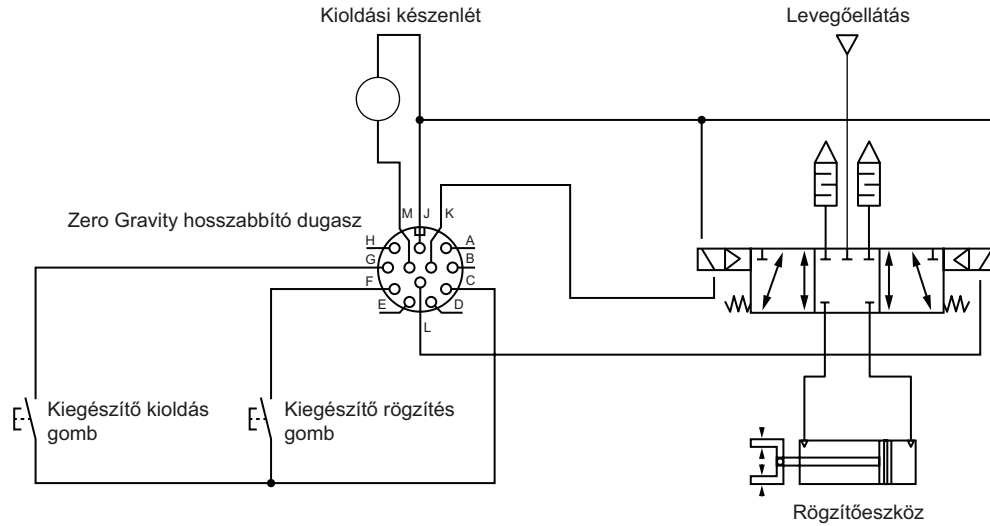 Kioldási készenlét
Levegőellátás
Zero Gravity hosszabbító dugasz
M J K
H A
G B
F C
E D
L
Kiegészítő kioldás
gomb
Kiegészítő rögzítés
gomb
Rögzítőeszköz